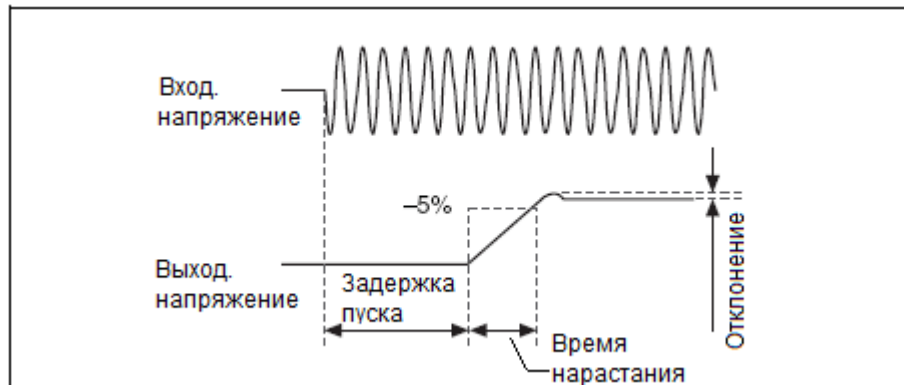 Вход.
напряжение
–5%
Выход.
напряжение
Задержка
пуска
Время
нарастания
Отклонение